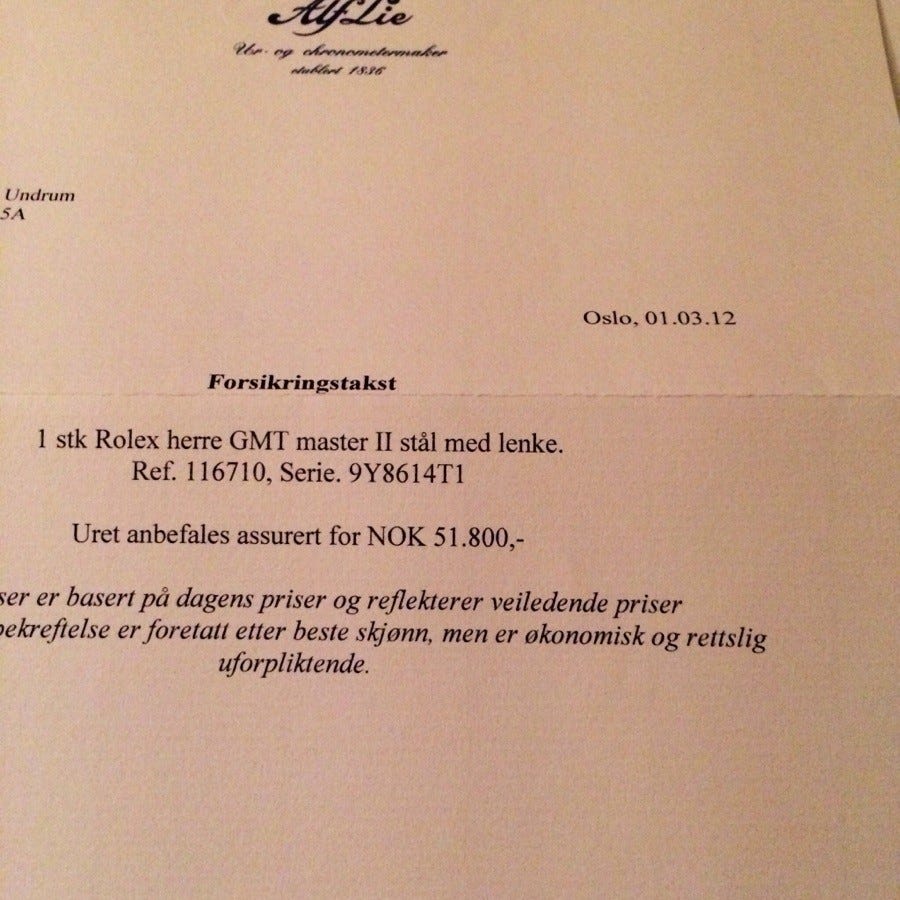 Alf Lie
Ur- og chronometermaker
etablert 1836
Undrum
5A
Oslo, 01.03.12
Forsikringstakst
1 stk Rolex herre GMT master II stål med lenke.
Ref. 116710, Serie. 9Y8614T1
Uret anbefales assurert for NOK 51.800,-
ser er basert på dagens priser og reflekterer veiledende priser
bekreftelse er foretatt etter beste skjønn, men er økonomisk og rettslig
uforpliktende.